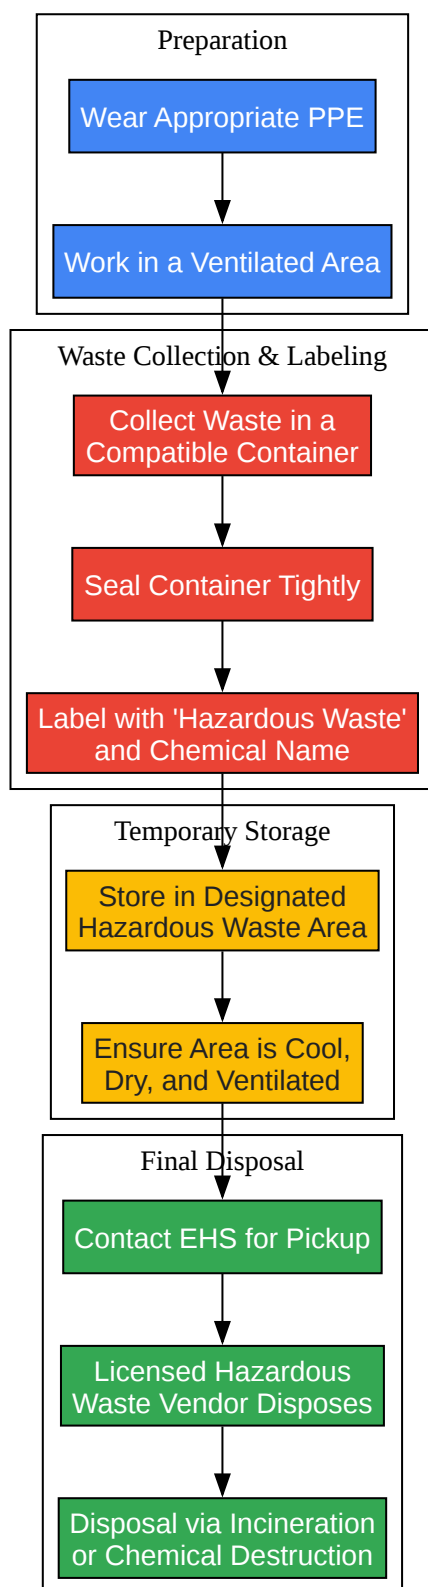 Preparation
Wear Appropriate PPE
Work in a Ventilated Area
Waste Collection & Labeling
Collect Waste in a
Compatible Container
Seal Container Tightly
Label with 'Hazardous Waste'
and Chemical Name
Temporary Storage
Store in Designated
Hazardous Waste Area
Ensure Area is Cool,
Dry, and Ventilated
Final Disposal
Contact EHS for Pickup
Licensed Hazardous
Waste Vendor Disposes
Disposal via Incineration
or Chemical Destruction